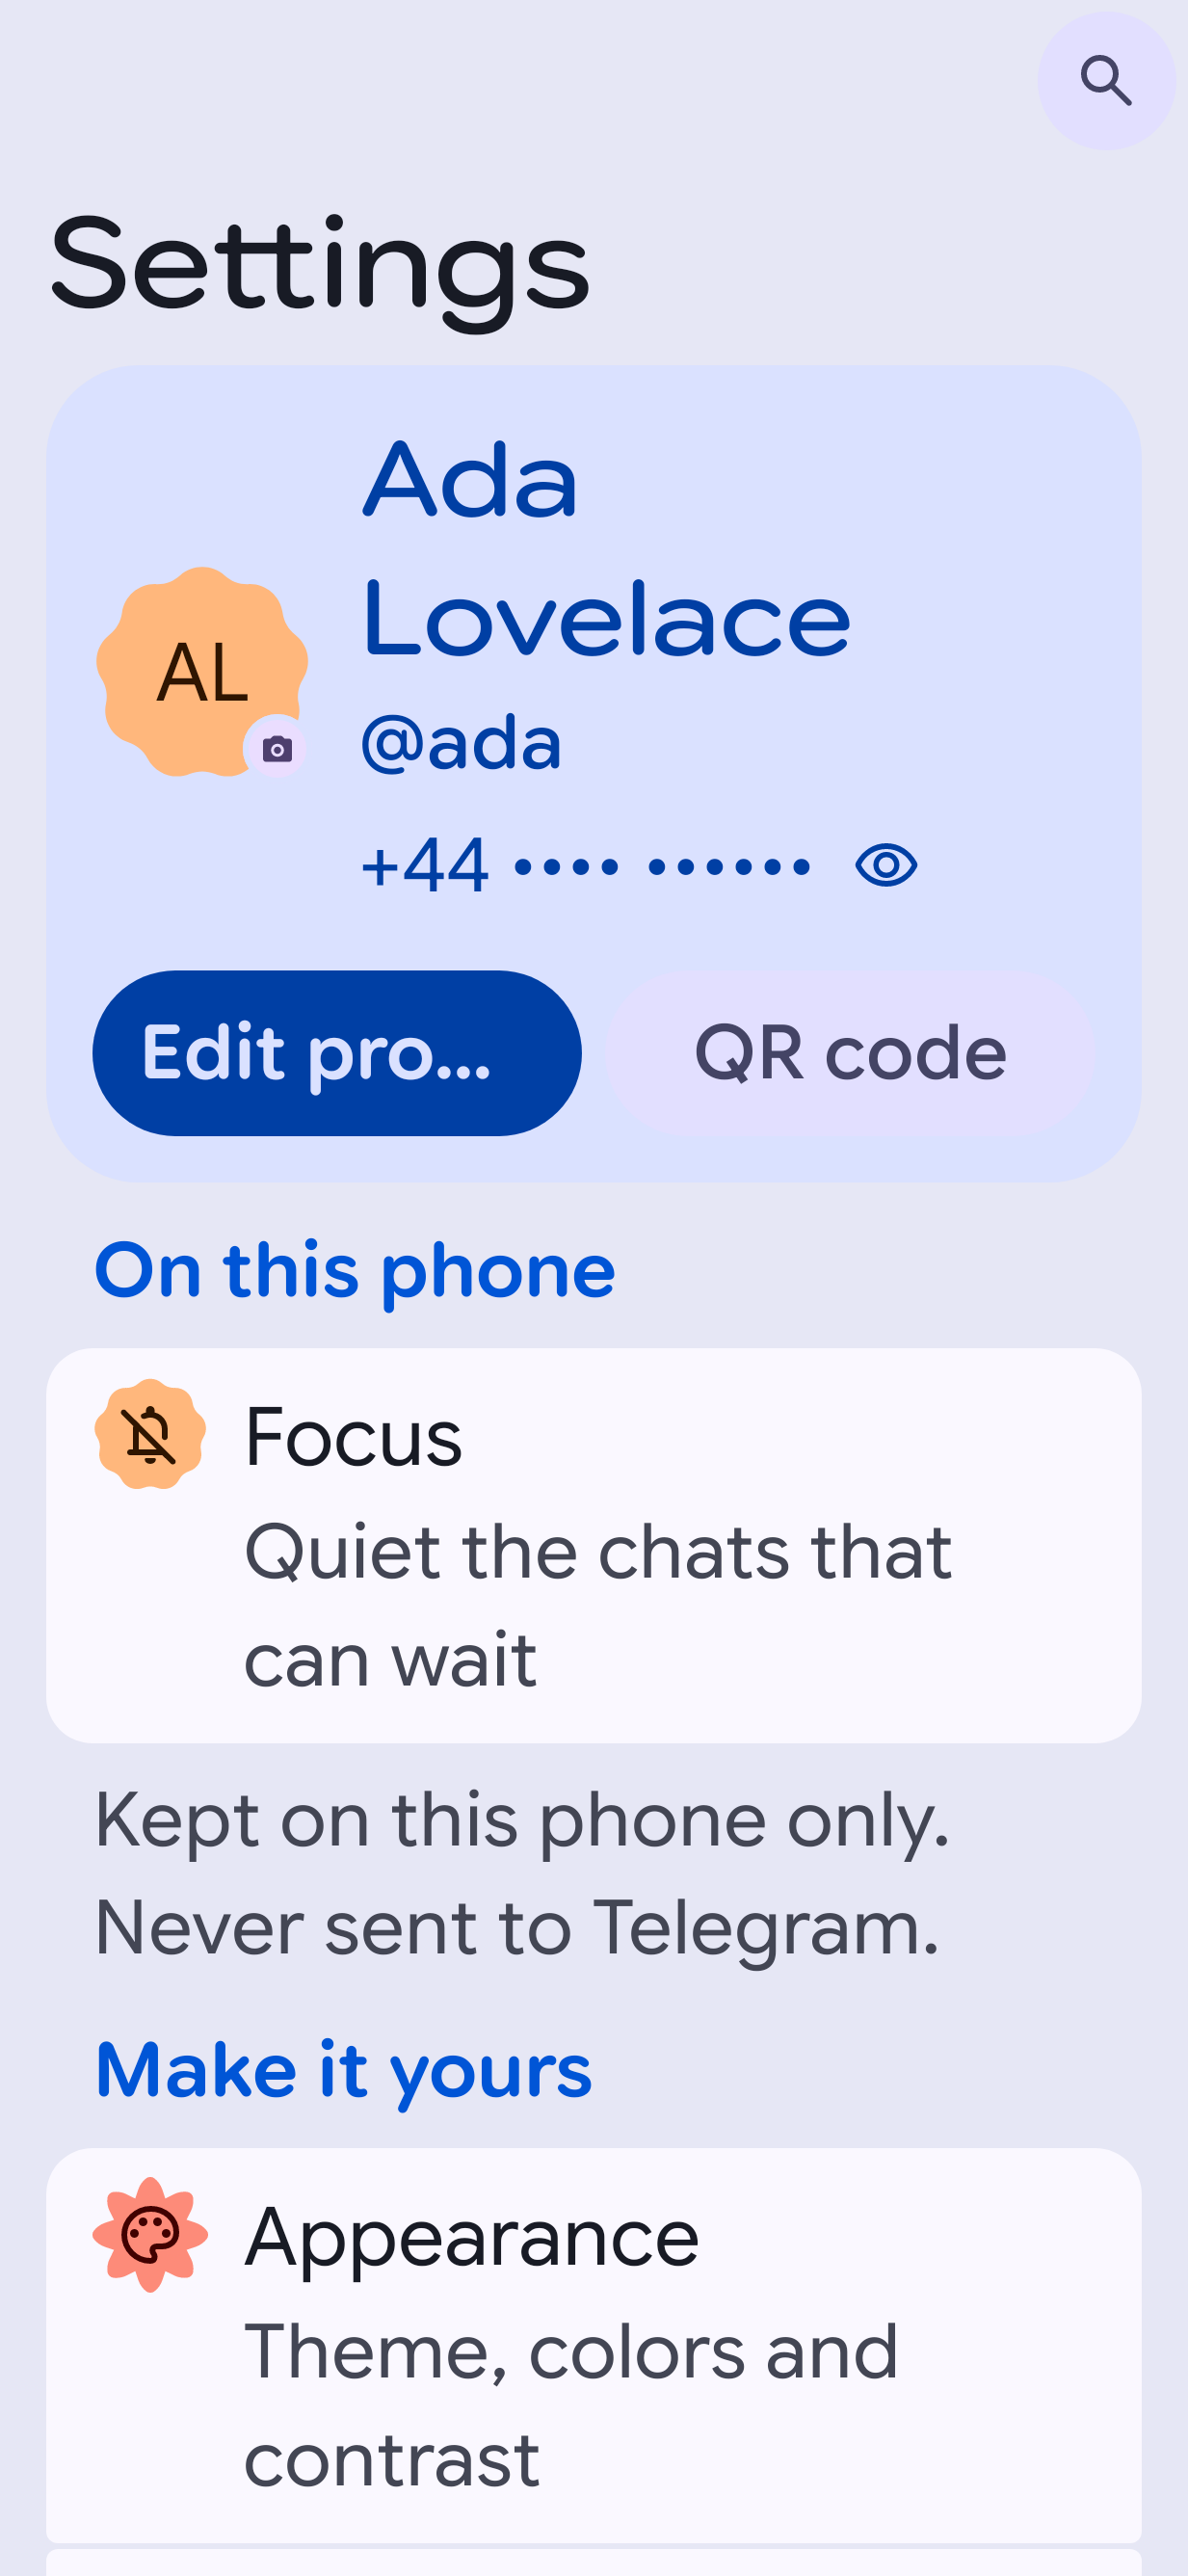 Settings
Ada
Lovelace
AL
@ada
+44 •••• ••••••
Edit pro...
QR code
On this phone
Focus
Quiet the chats that
can wait
Kept on this phone only.
Never sent to Telegram.
Make it yours
Appearance
Theme, colors and
contrast